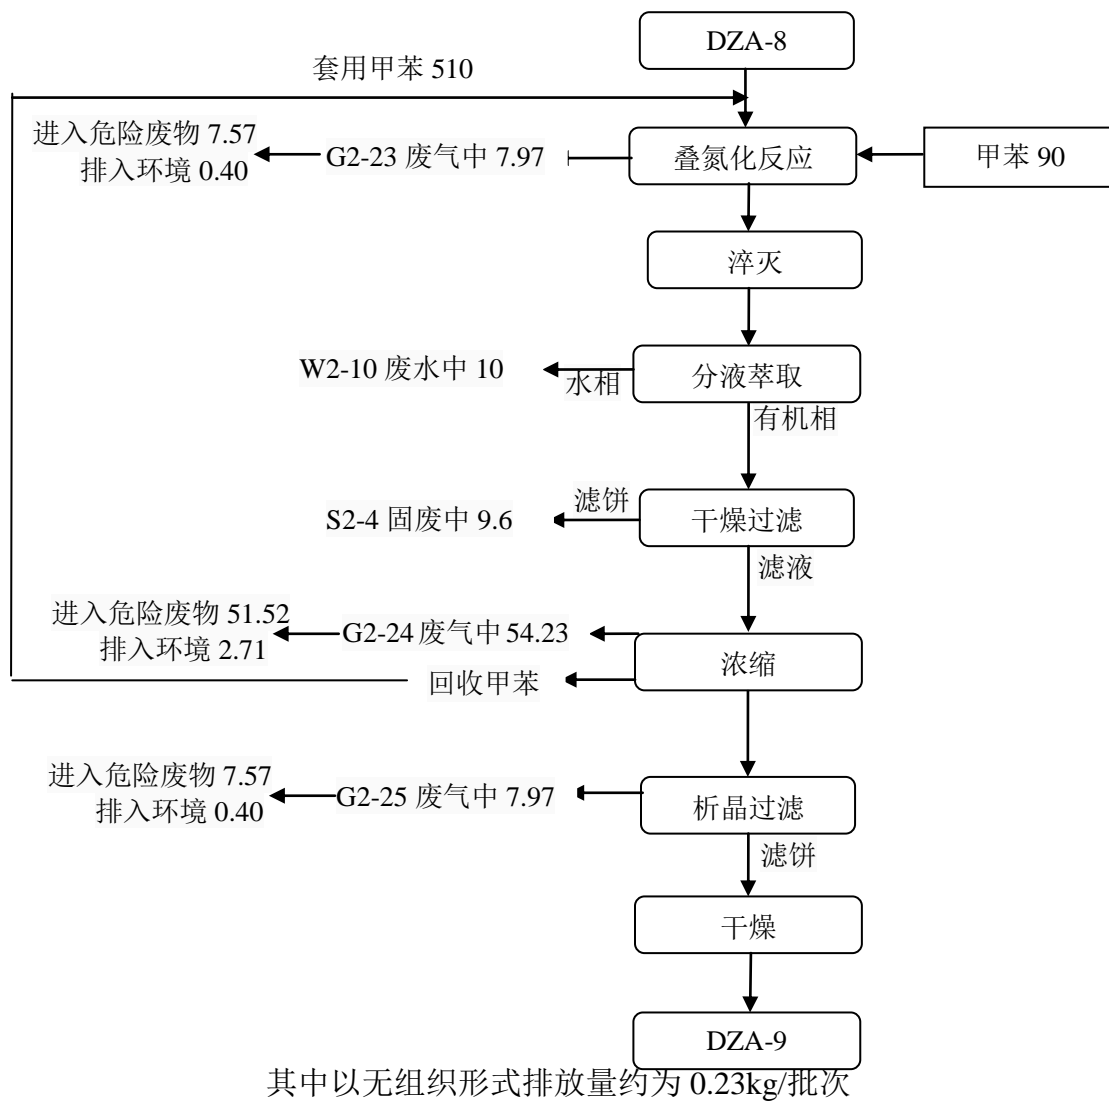 DZA-8
套用甲苯 510
进入危险废物 7.57
排入环境 0.40
G2-23 废气中 7.97
叠氮化反应
甲苯 90
淬灭
W2-10 废水中 10
水相
分液萃取
有机相
滤饼
S2-4 固废中 9.6
干燥过滤
滤液
进入危险废物 51.52
排入环境 2.71
G2-24 废气中 54.23
浓缩
回收甲苯
进入危险废物 7.57
排入环境 0.40
G2-25 废气中 7.97
析晶过滤
滤饼
干燥
DZA-9
其中以无组织形式排放量约为 0.23kg/批次